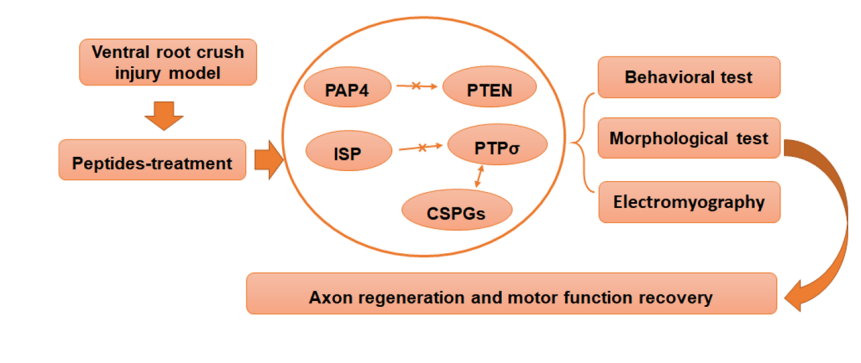 Ventral root crush
injury model
Peptides-treatment
PAP4
PTEN
ISP
PTPσ
CSPGs
Behavioral test
Morphological test
Electromyography
Axon regeneration and motor function recovery